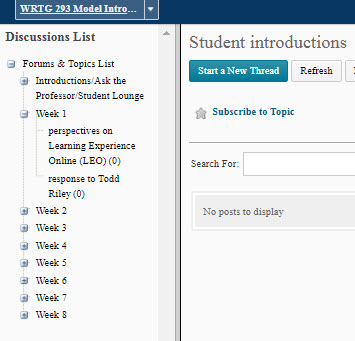 WRTG 293 Model Intro...
Discussions List
Forums & Topics List
Introductions/Ask the
Professor/Student Lounge
Week 1
perspectives on
Learning Experience
Online (LEO) (0)
response to Todd
Riley (0)
Week 2
Week 3
Week 4
Week 5
Week 6
Week 7
Week 8
Student introductions
Start a New Thread
Refresh
Subscribe to Topic
Search For:
No posts to display